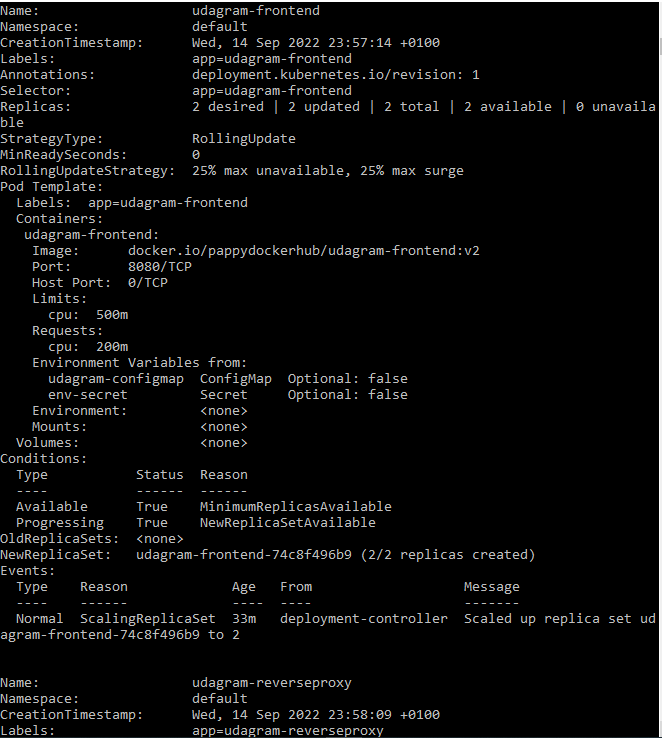 Name:                   udagram-frontend
Namespace:              default
CreationTimestamp:      Wed, 14 Sep 2022 23:57:14 +0100
Labels:                 app=udagram-frontend
Annotations:            deployment.kubernetes.io/revision: 1
Selector:               app=udagram-frontend
Replicas:               2 desired | 2 updated | 2 total | 2 available | 0 unavaila
ble
StrategyType:           RollingUpdate
MinReadySeconds:        0
RollingUpdateStrategy:  25% max unavailable, 25% max surge
Pod Template:
  Labels:  app=udagram-frontend
  Containers:
   udagram-frontend:
    Image:      docker.io/pappydockerhub/udagram-frontend:v2
    Port:       8080/TCP
    Host Port:  0/TCP
    Limits:
      cpu:  500m
    Requests:
      cpu:  200m
    Environment Variables from:
      udagram-configmap  ConfigMap  Optional: false
      env-secret         Secret     Optional: false
    Environment:         <none>
    Mounts:              <none>
  Volumes:               <none>
Conditions:
  Type           Status  Reason
  ----           ------  ------
  Available      True    MinimumReplicasAvailable
  Progressing    True    NewReplicaSetAvailable
OldReplicaSets:  <none>
NewReplicaSet:   udagram-frontend-74c8f496b9 (2/2 replicas created)
Events:
  Type    Reason             Age   From                   Message
  ----    ------             ----  ----                   -------
  Normal  ScalingReplicaSet  33m   deployment-controller  Scaled up replica set ud
agram-frontend-74c8f496b9 to 2
Name:                   udagram-reverseproxy
Namespace:              default
CreationTimestamp:      Wed, 14 Sep 2022 23:58:09 +0100
Labels:                 app=udagram-reverseproxy